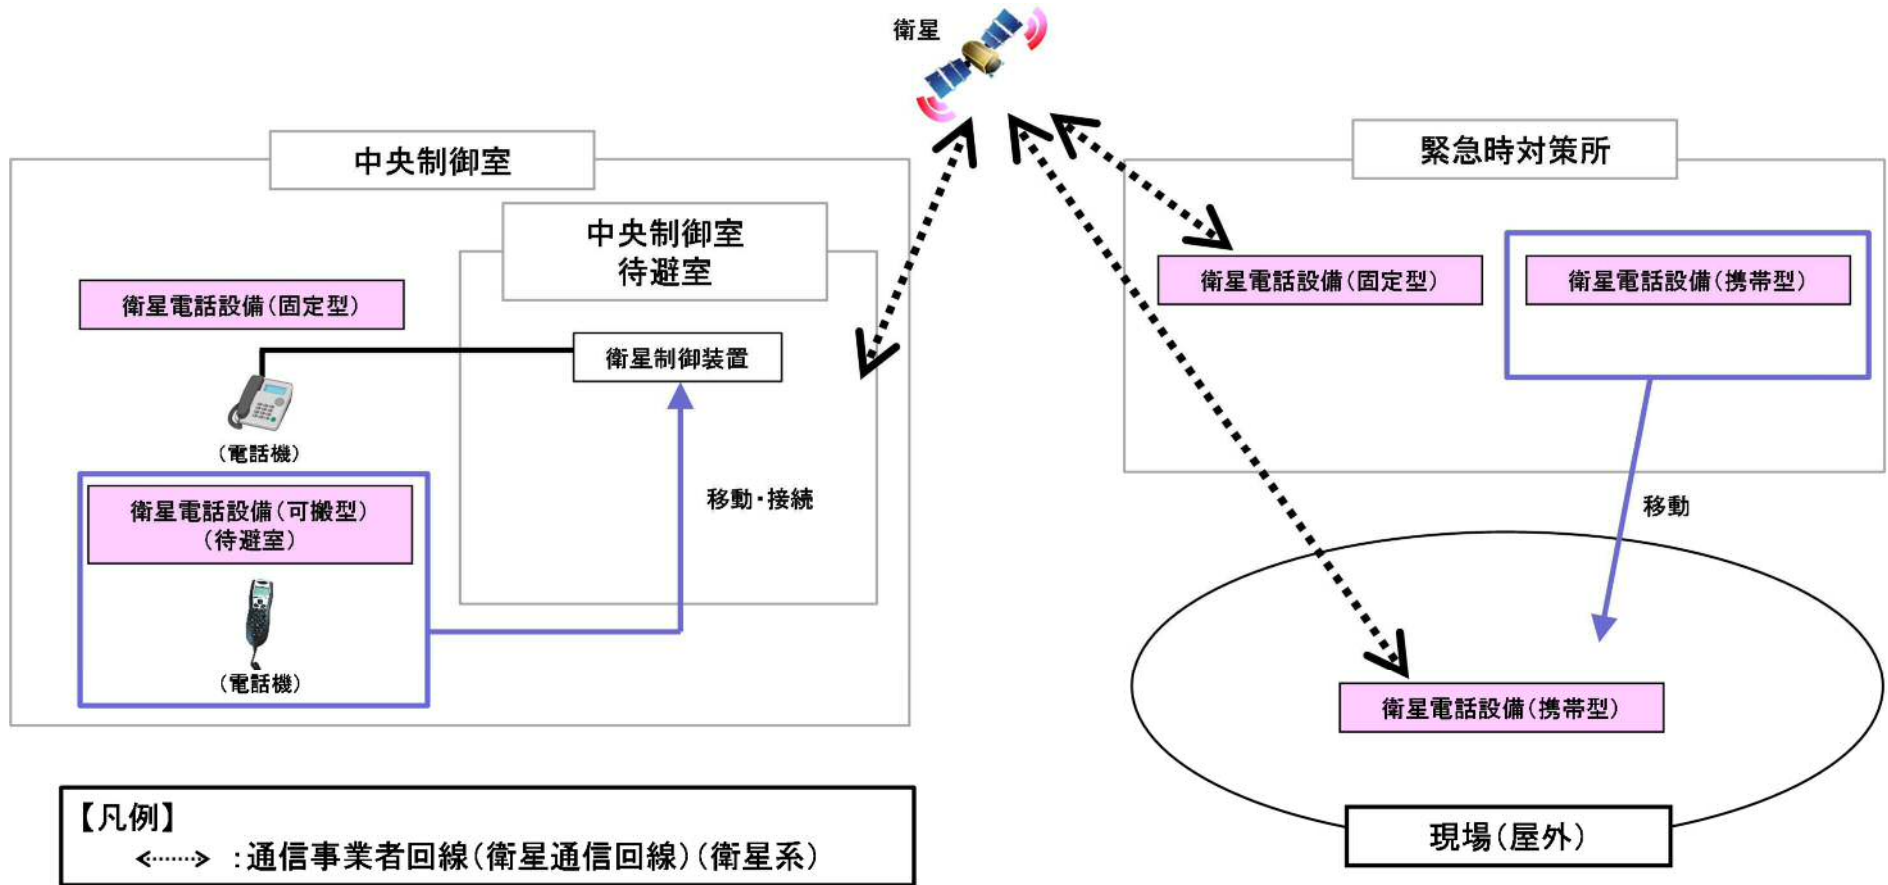 衛星
中央制御室
中央制御室
待避室
衛星電話設備(固定型)
衛星制御装置
(電話機)
衛星電話設備(可搬型)
(待避室)
(電話機)
移動・接続
緊急時対策所
衛星電話設備(固定型)
衛星電話設備(携帯型)
移動
衛星電話設備(携帯型)
現場(屋外)
【凡例】
:通信事業者回線(衛星通信回線)(衛星系)